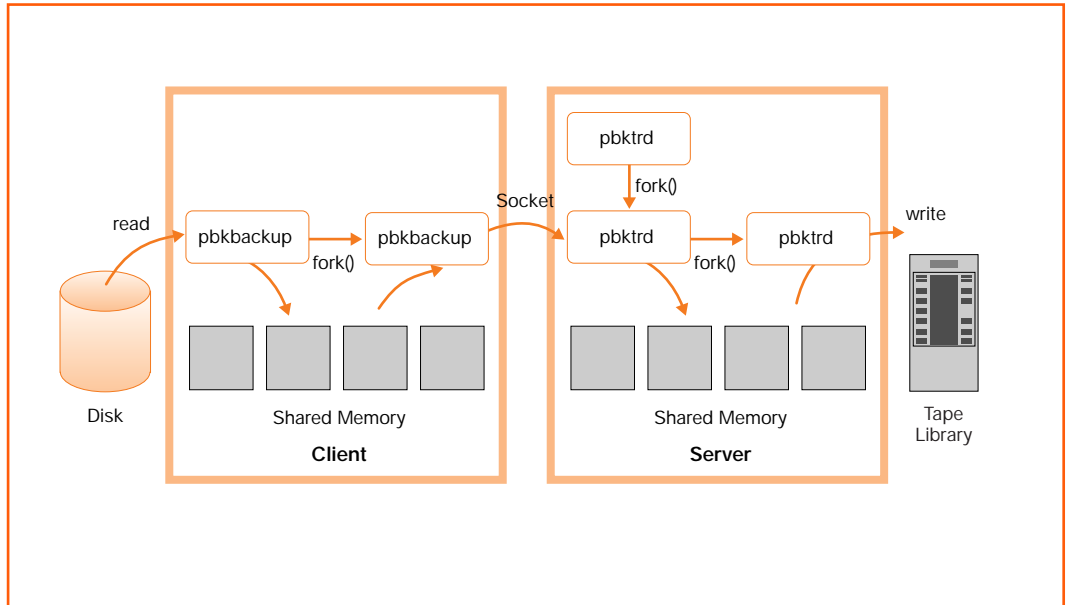 pbktrd
fork()
Socket
read
write
pbkbackup
pbkbackup
pbktrd
pbktrd
fork()
fork()
Disk
Shared Memory
Shared Memory
Tape
Library
Client
Server